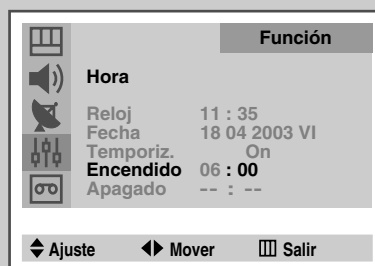 Función
Hora
Reloj 11 : 35
Fecha 18 04 2003 VI
Temporiz. On
Encendido 06 : 00
Apagado -- : --
Ajuste Mover Salir